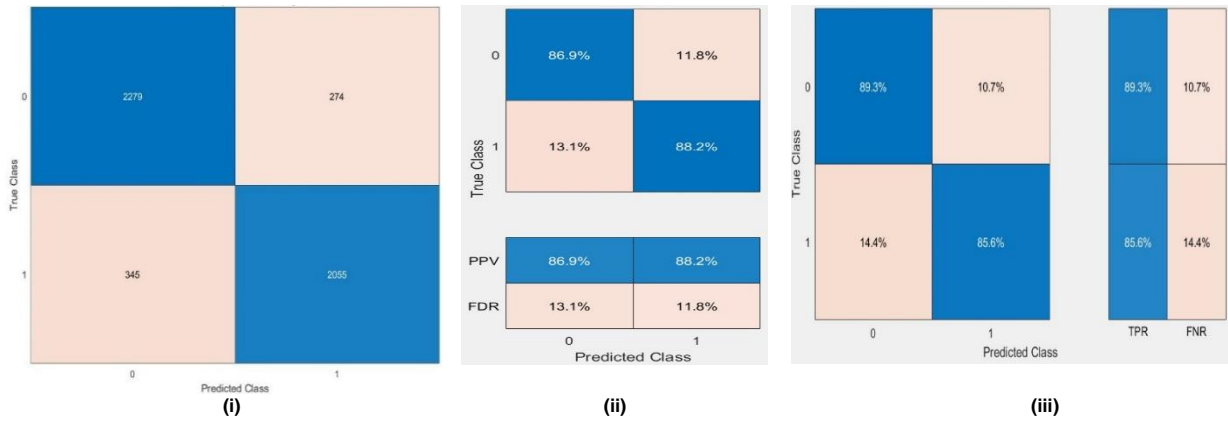 True Class
0
2279
274
1
345
2055
0
1
Predicted Class
(i)
True Class
0
86.9%
11.8%
1
13.1%
88.2%
PPV
86.9%
88.2%
FDR
13.1%
11.8%
0
1
Predicted Class
(ii)
True Class
0
89.3%
10.7%
89.3%
10.7%
1
14.4%
85.6%
85.6%
14.4%
0
1
TPR
FNR
Predicted Class
(iii)